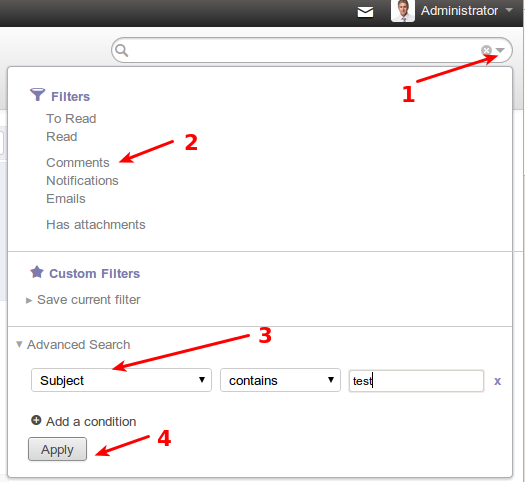 Administrator
1
Filters
To Read
Read
2
Comments
Notifications
Emails
Has attachments
Custom Filters
Save current filter
Advanced Search
3
Subject contains test x
Add a condition
Apply
4